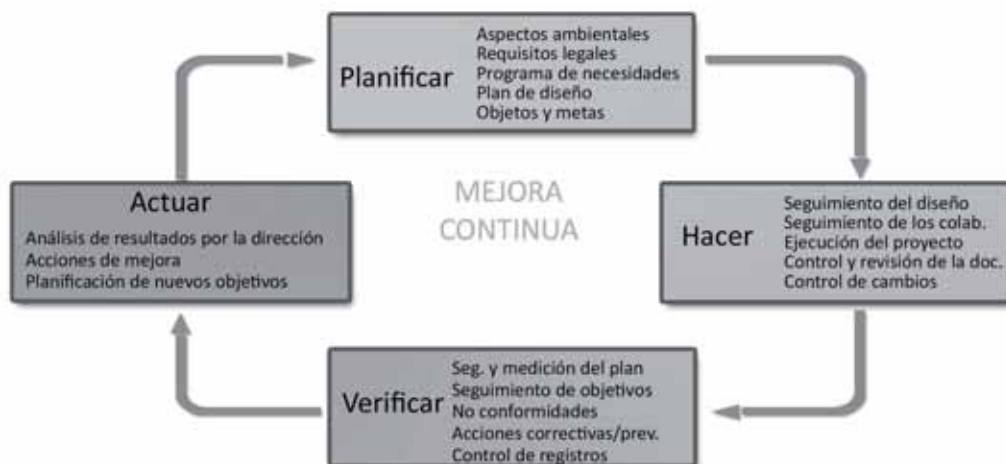 Planificar
Aspectos ambientales
Requisitos legales
Programa de necesidades
Plan de diseño
Objetos y metas
MEJORA
CONTINUA
Hacer
Seguimiento del diseño
Seguimiento de los colab.
Ejecución del proyecto
Control y revisión de la doc.
Control de cambios
Verificar
Seg. y medición del plan
Seguimiento de objetivos
No conformidades
Acciones correctivas/prev.
Control de registros
Actuar
Análisis de resultados por la dirección
Acciones de mejora
Planificación de nuevos objetivos